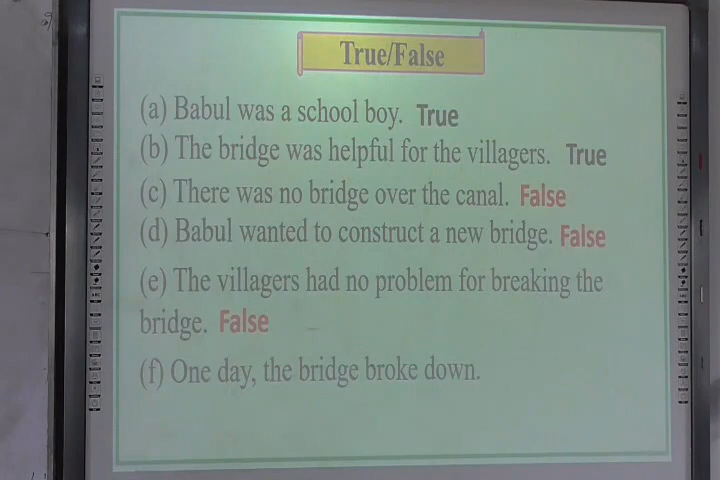 True/False
(a) Babul was a school boy. True
(b) The bridge was helpful for the villagers. True
(c) There was no bridge over the canal. False
(d) Babul wanted to construct a new bridge. False
(e) The villagers had no problem for breaking the
bridge. False
(f) One day, the bridge broke down.